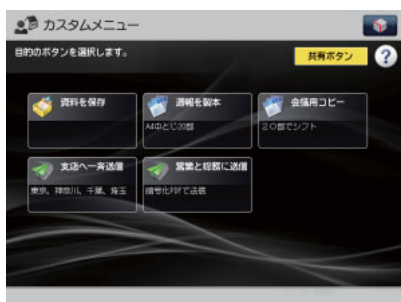 カスタムメニュー
目的のボタンを選択します。
共有ボタン
?
資料を保存
週報を製本
A4中とじ20部
会議用コピー
20部でシフト
支店へ一斉送信
東京、神奈川、千葉、埼玉
営業と総務に送信
暗号化PDFで送信